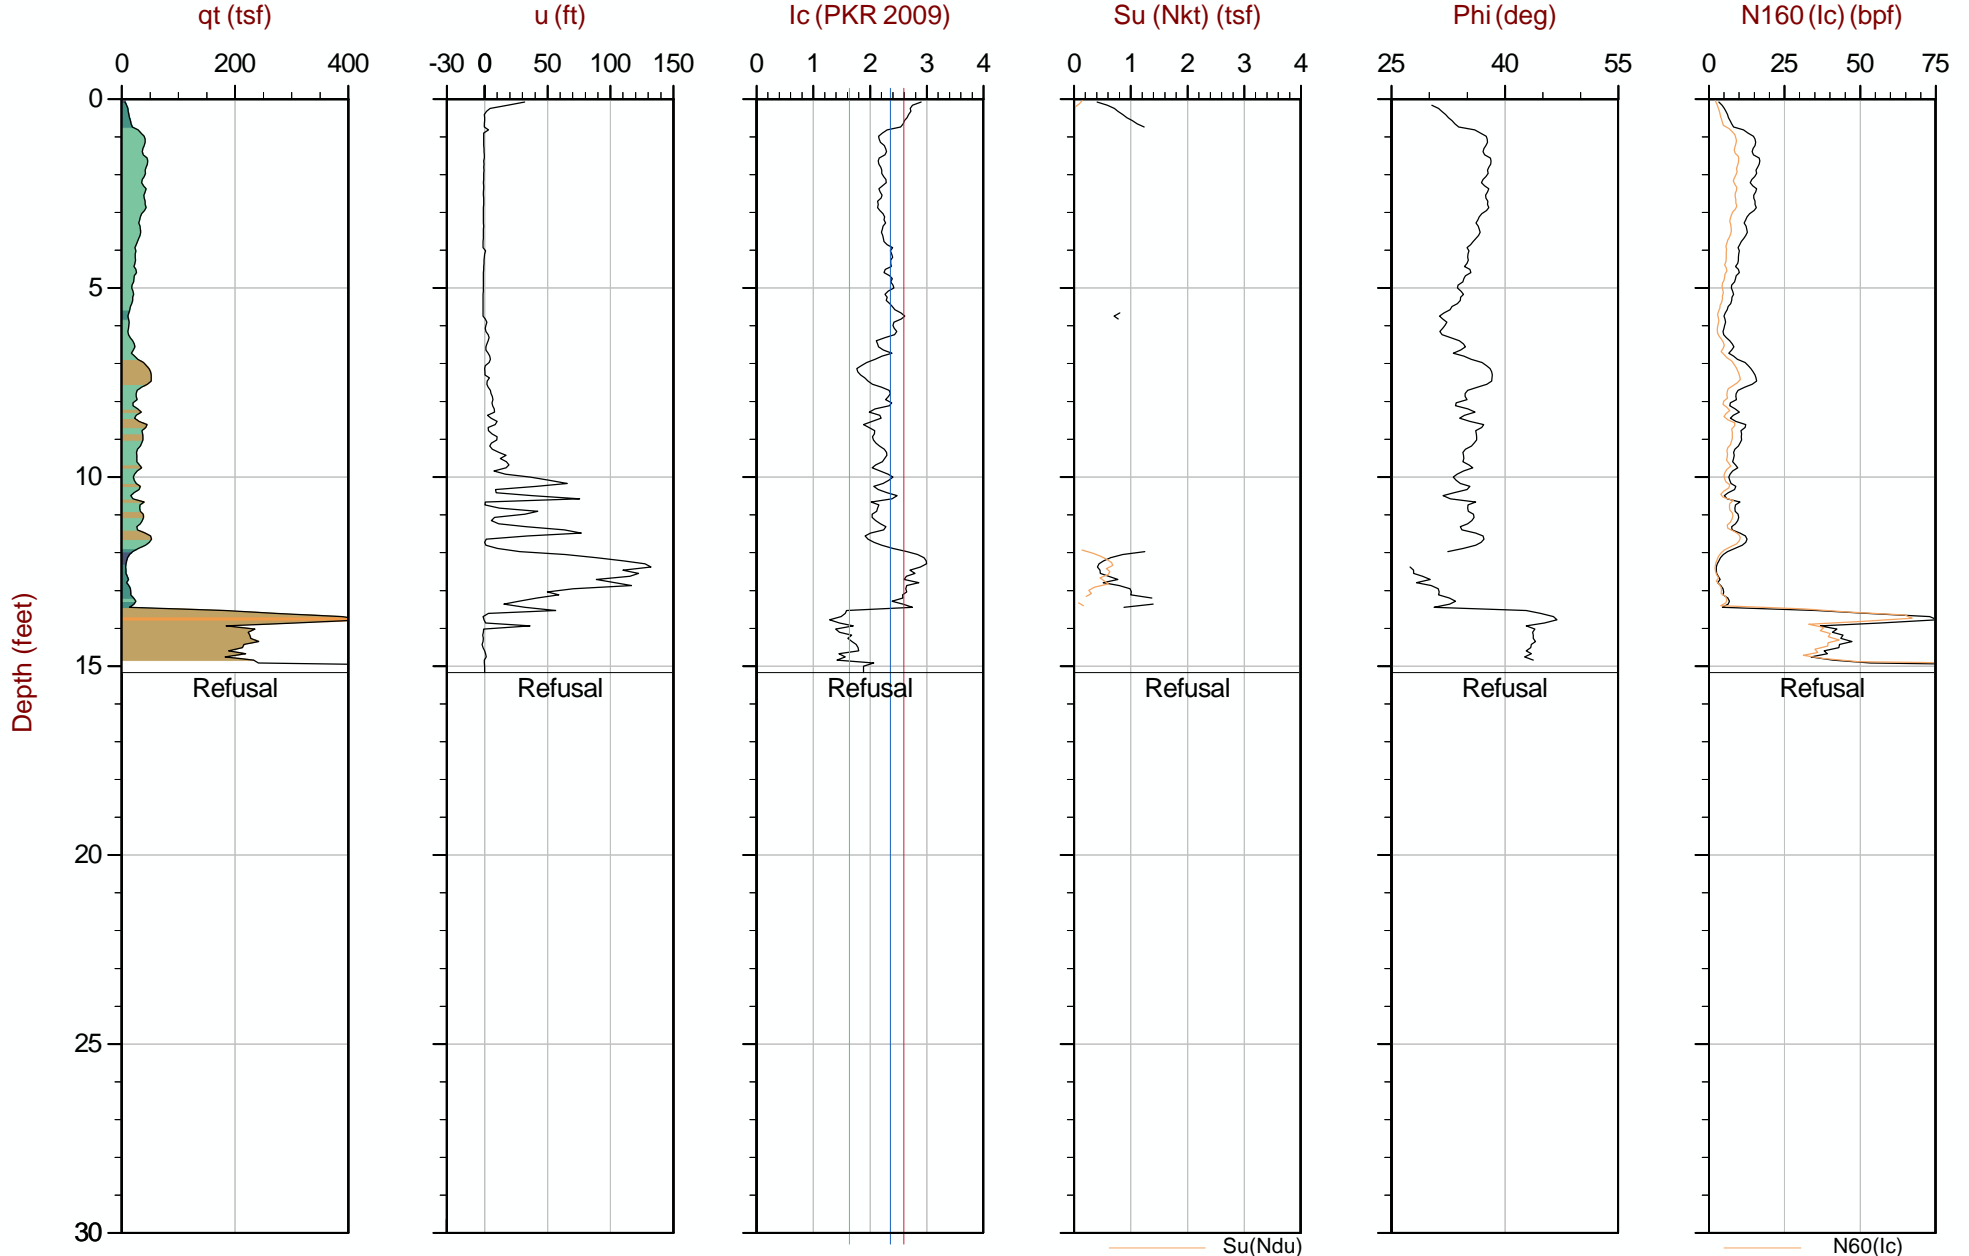 qt (tsf) u (ft) Ic (PKR 2009) Su (Nkt) (tsf) Phi (deg) N160 (Ic) (bpf)
0 200 400 -30 0 50 100 150 0 1 2 3 4 0 1 2 3 4 25 40 55 0 25 50 75
0
5
10
15
Refusal Refusal Refusal Refusal Refusal Refusal
Depth (feet)
20
25
30
Su(Ndu) N60(Ic)